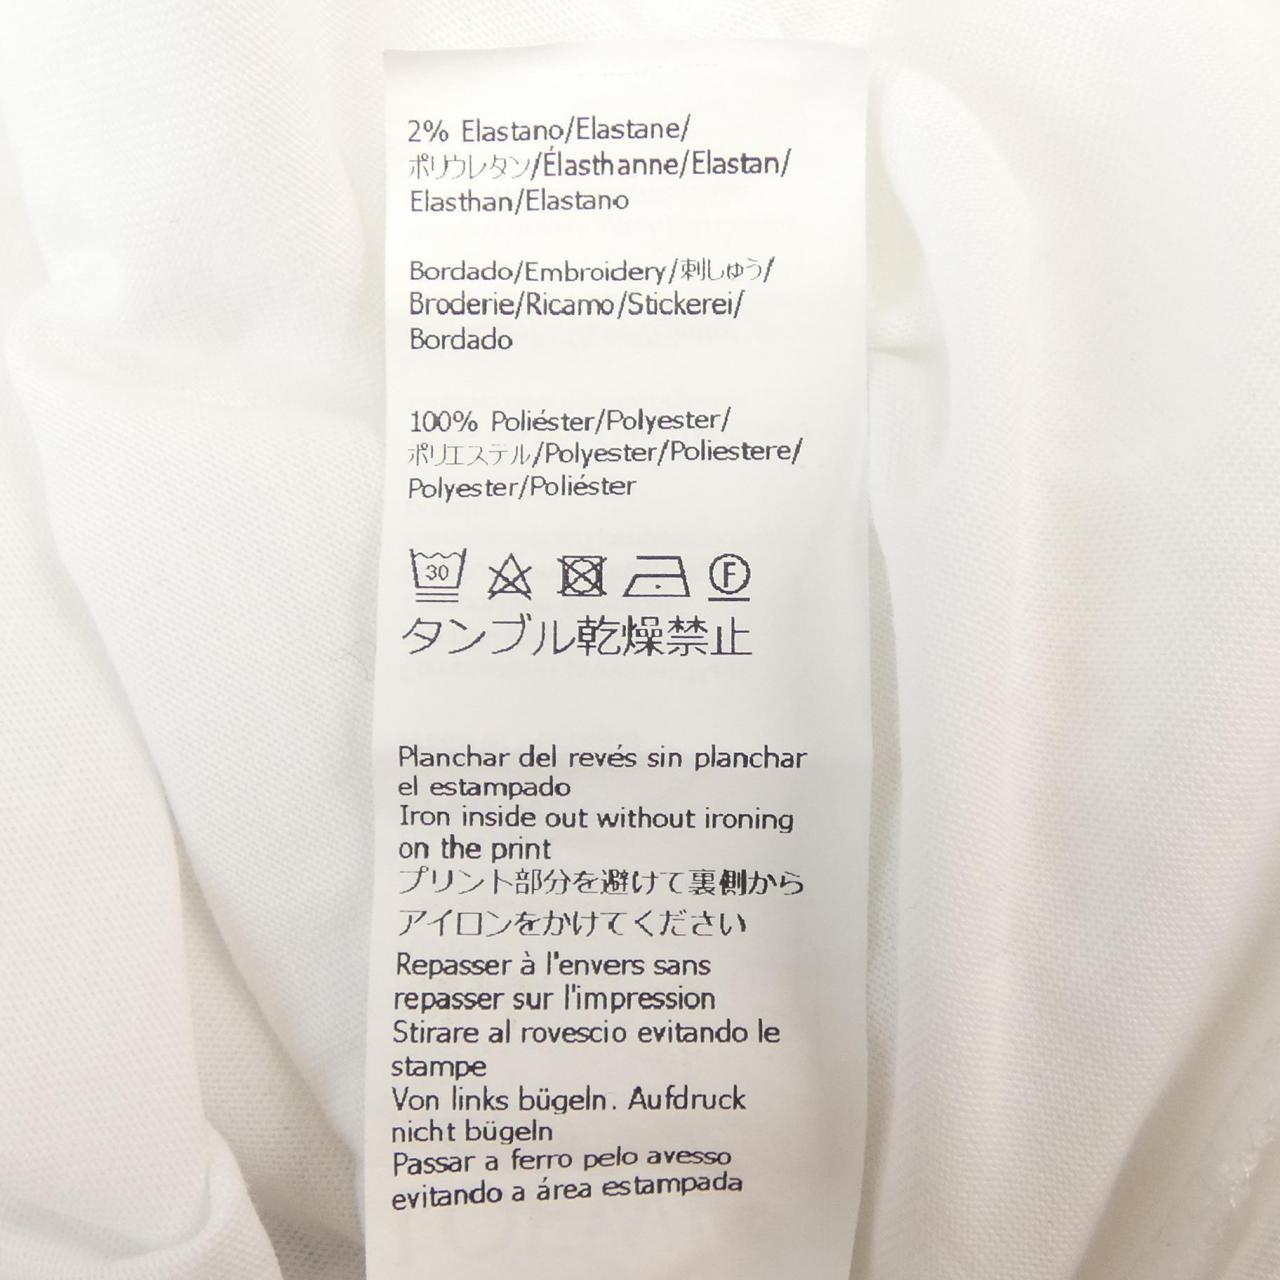 2% Elastano/Elastane/
ポリウレタン/Élasthanne/Elastan/
Elasthan/Elastano
Bordado/Embroidery/刺しゅう/
Broderie/Ricamo/Stickerei/
Bordado
100% Poliéster/Polyester/
ポリエステル/Polyester/Poliestere/
Polyester/Poliéster
30 F
タンブル乾燥禁止
Planchar del revés sin planchar
el estampado
Iron inside out without ironing
on the print
プリント部分を避けて裏側から
アイロンをかけてください
Repasser à l'envers sans
repasser sur l'impression
Stirare al rovescio evitando le
stampe
Von links bügeln. Aufdruck
nicht bügeln
Passar a ferro pelo avesso
evitando a área estampada